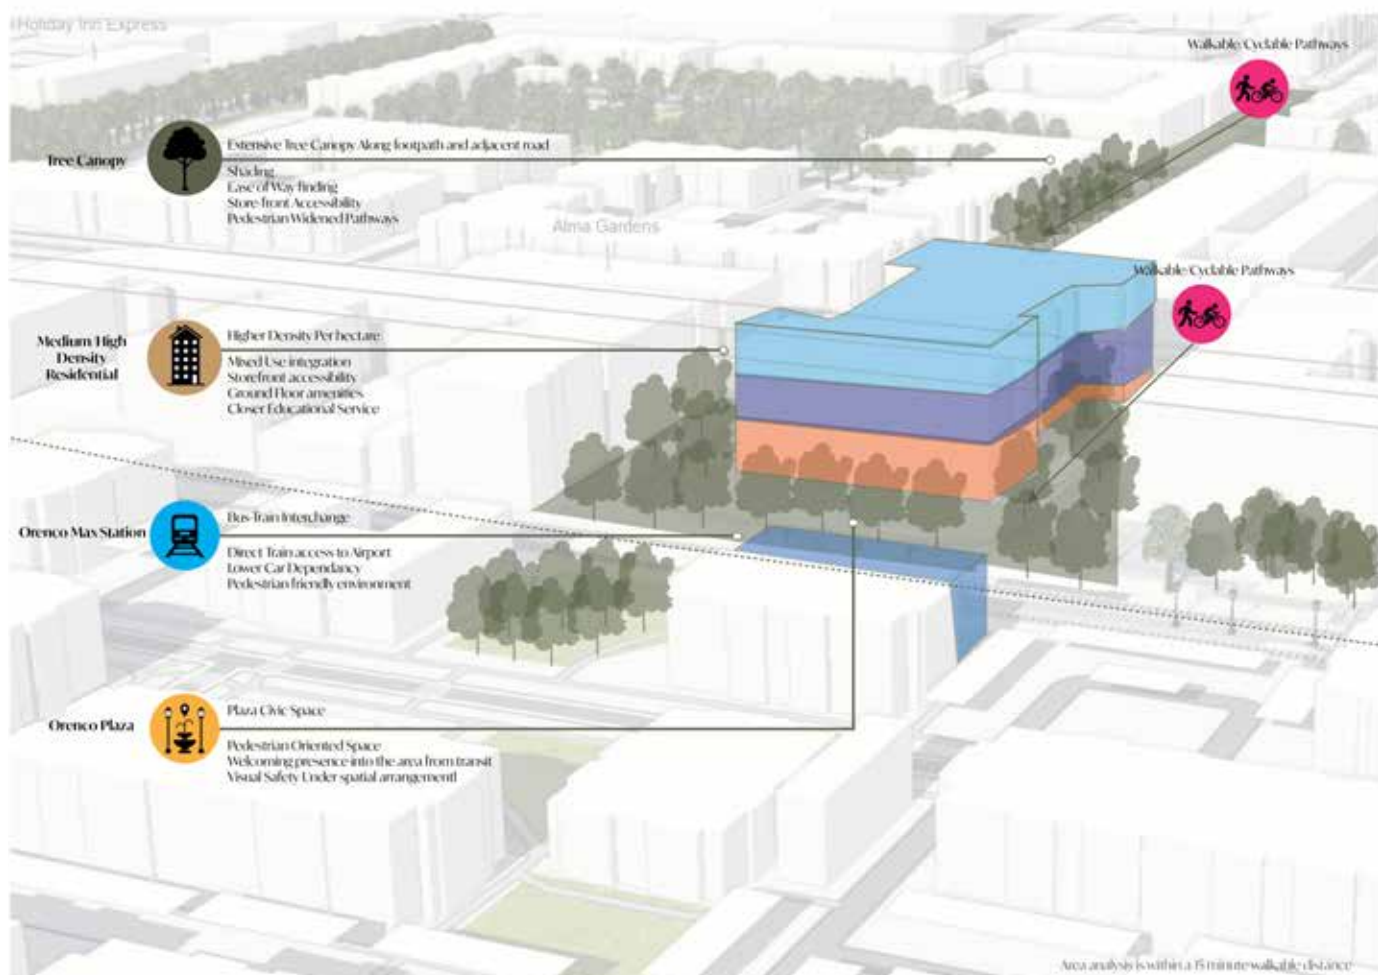 Holiday Inn Express
Walkable/Cyclable Pathways
Tree Canopy
Extensive Tree Canopy Along footpath and adjacent road
Shading
Ease of Way finding
Store-front Accessibility
Pedestrian Widened Pathways
Alma Gardens
Walkable/Cyclable Pathways
Medium/High
Density
Residential
Higher Density Per hectare
Mixed Use integration
Storefront accessibility
Ground Floor amenities
Closer Educational Service
Orenco Max Station
Bus-Train Interchange
Direct Train access to Airport
Lower Car Dependancy
Pedestrian friendly environment
Orenco Plaza
Plaza Civic Space
Pedestrian Oriented Space
Welcoming presence into the area from transit
Visual Safety Under spatial arrangementl
Area analysis is within a 15 minute walkable distance